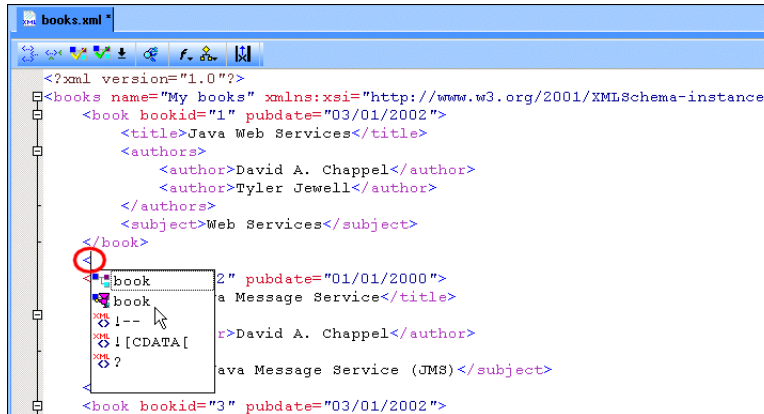 books.xml *
<?xml version="1.0"?>
<books name="My books" xmlns:xsi="http://www.w3.org/2001/XMLSchema-instance
<book bookid="1" pubdate="03/01/2002">
<title>Java Web Services</title>
<authors>
<author>David A. Chappel</author>
<author>Tyler Jewell</author>
</authors>
<subject>Web Services</subject>
</book>
<
book
< 2" pubdate="01/01/2000">
book
a Message Service</title>
!--
r>David A. Chappel</author>
![CDATA[
?
ava Message Service (JMS)</subject>
<
<book bookid="3" pubdate="03/01/2002">